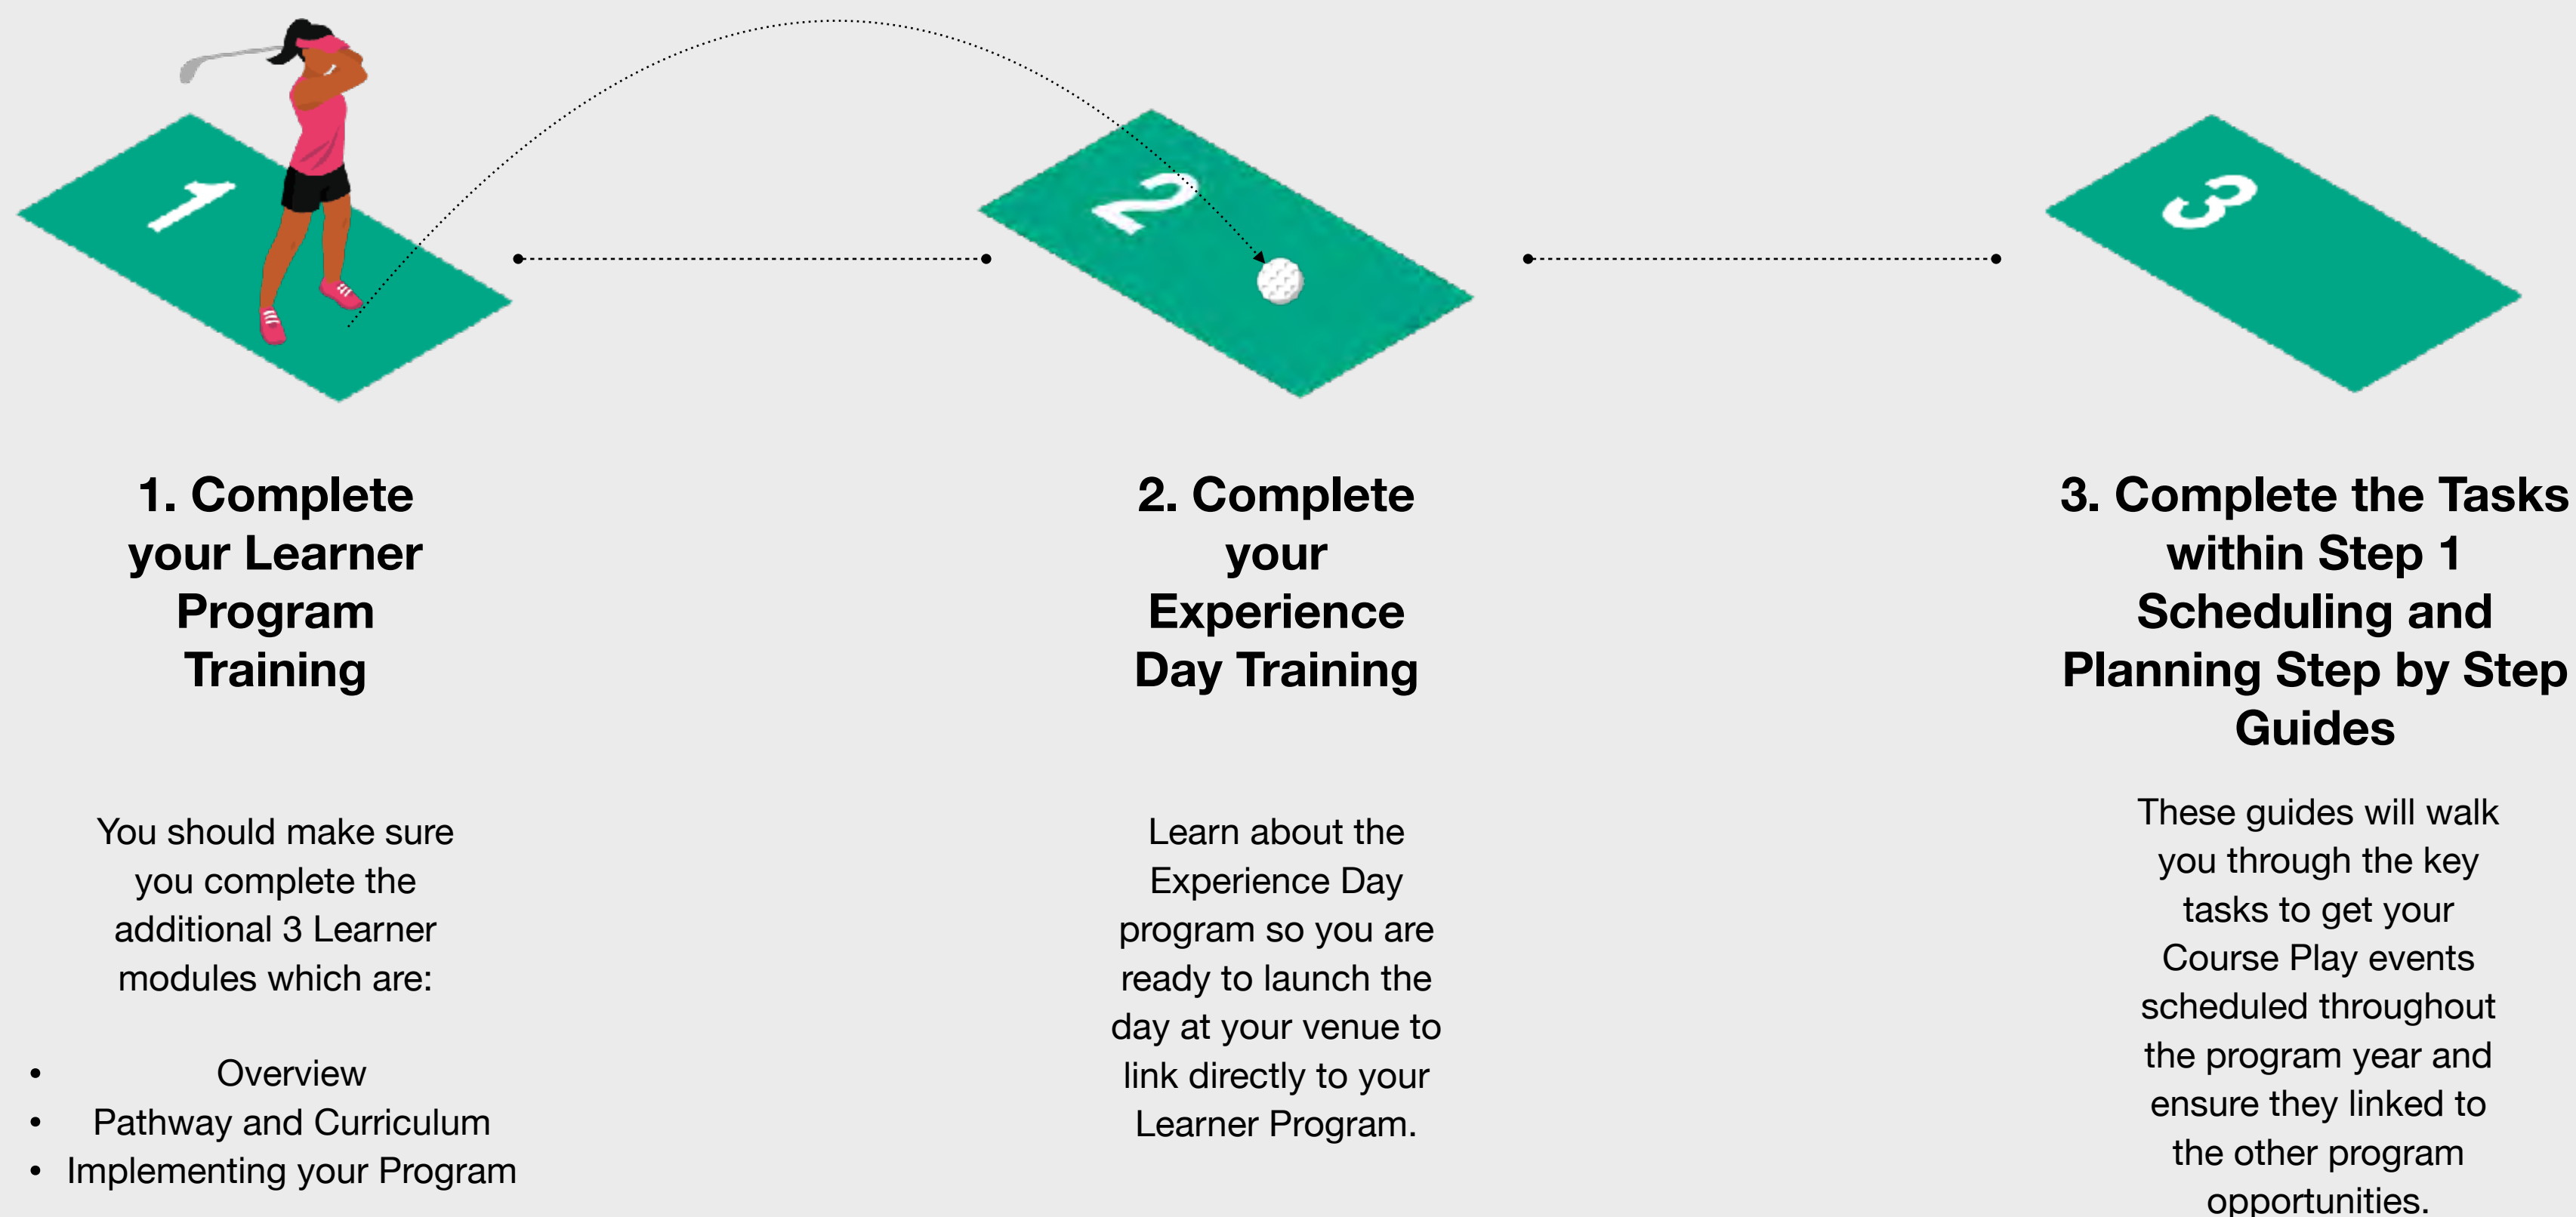 1
2
3
1. Complete
your Learner
Program
Training
You should make sure
you complete the
additional 3 Learner
modules which are:
• Overview
• Pathway and Curriculum
• Implementing your Program
2. Complete
your
Experience
Day Training
Learn about the
Experience Day
program so you are
ready to launch the
day at your venue to
link directly to your
Learner Program.
3. Complete the Tasks
within Step 1
Scheduling and
Planning Step by Step
Guides
These guides will walk
you through the key
tasks to get your
Course Play events
scheduled throughout
the program year and
ensure they linked to
the other program
opportunities.